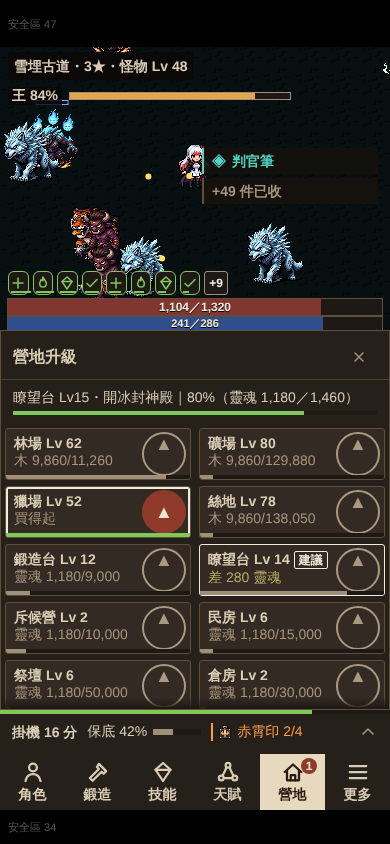 安全區 47
雪埋古道・3★・怪物 Lv 48
王 84%
判官筆
+49 件已收
+9
1,104／1,320
241／286
營地升級
×
瞭望台 Lv15・開冰封神殿｜80%（靈魂 1,180／1,460）
林場 Lv 62
木 9,860/11,260
礦場 Lv 80
木 9,860/129,880
獵場 Lv 52
買得起
絲地 Lv 78
木 9,860/138,050
鍛造台 Lv 12
靈魂 1,180/9,000
瞭望台 Lv 14 建議
差 280 靈魂
斥候營 Lv 2
靈魂 1,180/10,000
民房 Lv 6
靈魂 1,180/15,000
祭壇 Lv 6
靈魂 1,180/50,000
倉房 Lv 2
靈魂 1,180/30,000
掛機 16 分 保底 42% 赤霄印 2/4
角色 鍛造 技能 天賦 營地 1 更多
安全區 34